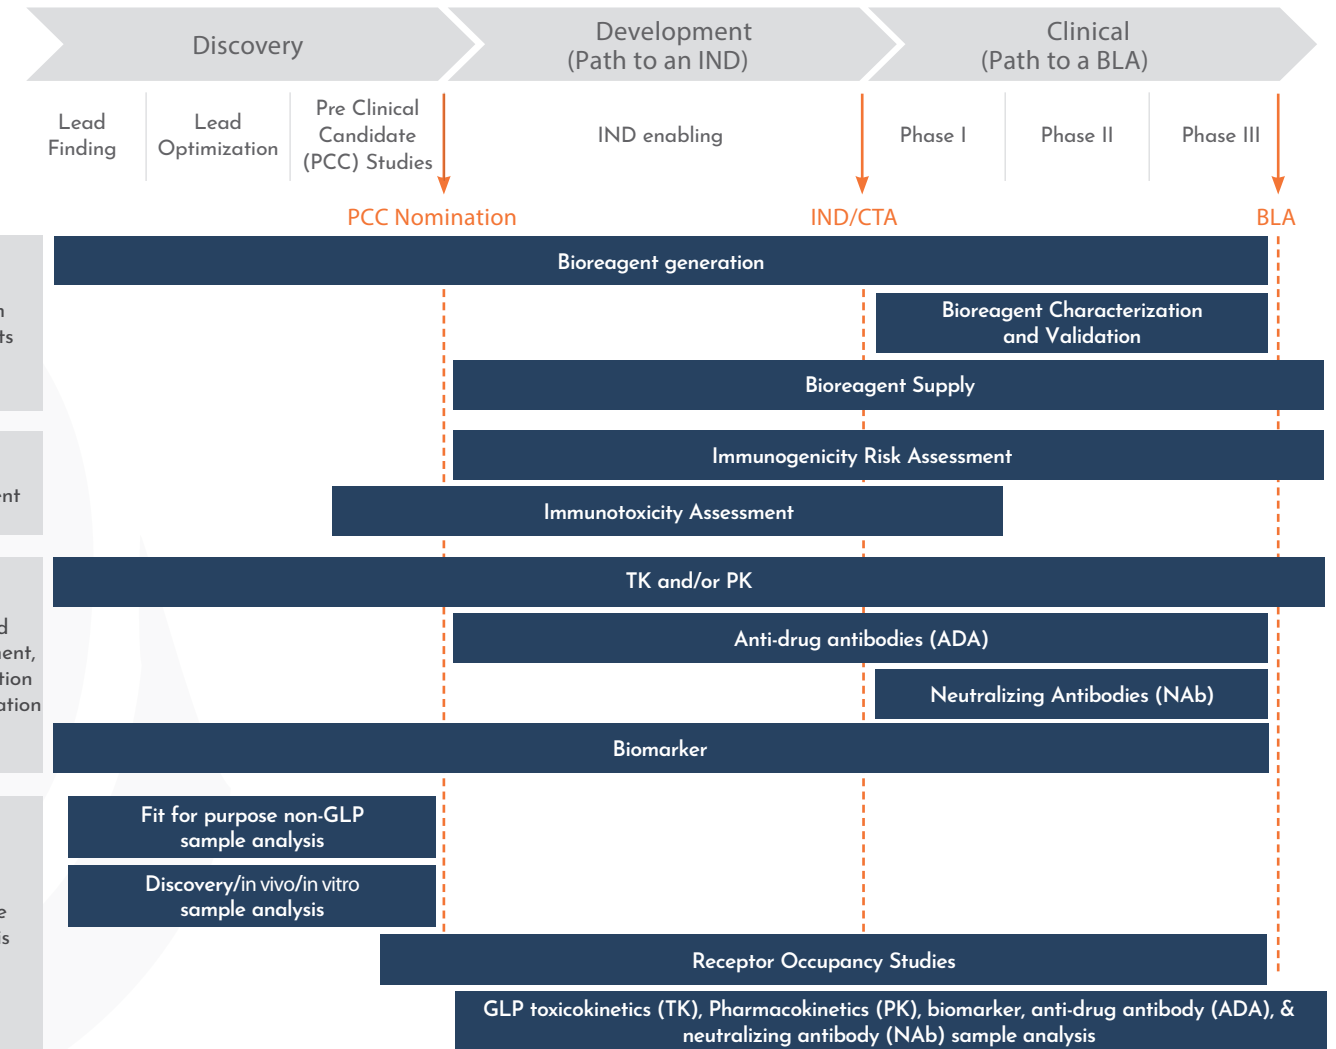 Discovery
Development
(Path to an IND)
Clinical
(Path to a BLA)
Lead
Finding
Lead
Optimization
Pre Clinical
Candidate
(PCC) Studies
IND enabling
Phase I
Phase II
Phase III
PCC Nomination
IND/CTA
BLA
Bioreagent generation
Bioreagent Characterization
and Validation
Bioreagent Supply
Immunogenicity Risk Assessment
Immunotoxicity Assessment
TK and/or PK
Anti-drug antibodies (ADA)
Neutralizing Antibodies (NAb)
Biomarker
Fit for purpose non-GLP
sample analysis
Discovery/in vivo/in vitro
sample analysis
Receptor Occupancy Studies
GLP toxicokinetics (TK), Pharmacokinetics (PK), biomarker, anti-drug antibody (ADA), &
neutralizing antibody (NAb) sample analysis